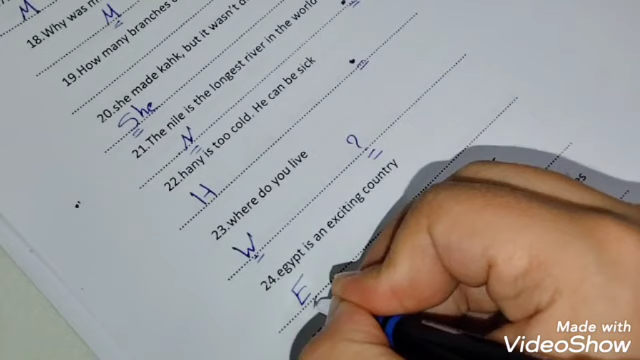 M
18.Why was m
M
19.How many branches
20.she made kahk, but it wasn't d
She
21.The nile is the longest river in the world
N
22.hany is too cold. He can be sick
H .
23.where do you live
W ?
24.egypt is an exciting country
E
Made with
VideoShow